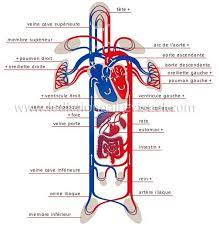 tête +
veine cave supérieure
membre supérieur
arc de l'aorte +
+ poumon droit
aorte ascendante
+ oreillette droite
aorte descendante
oreillette gauche +
poumon gauche +
+ ventricule droit
ventricule gauche +
veine sus-hépatique
+ foie
rate
veine porte
estomac +
intestin +
veine cave inférieure
rein +
veine iliaque
artère iliaque
membre inférieur